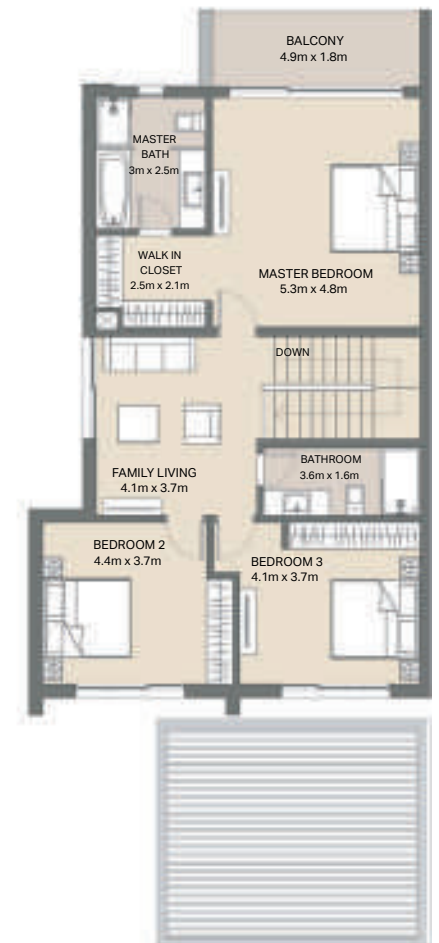 BALCONY
4.9m x 1.8m
MASTER
BATH
3m x 2.5m
WALK IN
CLOSET
2.5m x 2.1m
MASTER BEDROOM
5.3m x 4.8m
DOWN
BATHROOM
3.6m x 1.6m
FAMILY LIVING
4.1m x 3.7m
BEDROOM 2
4.4m x 3.7m
BEDROOM 3
4.1m x 3.7m